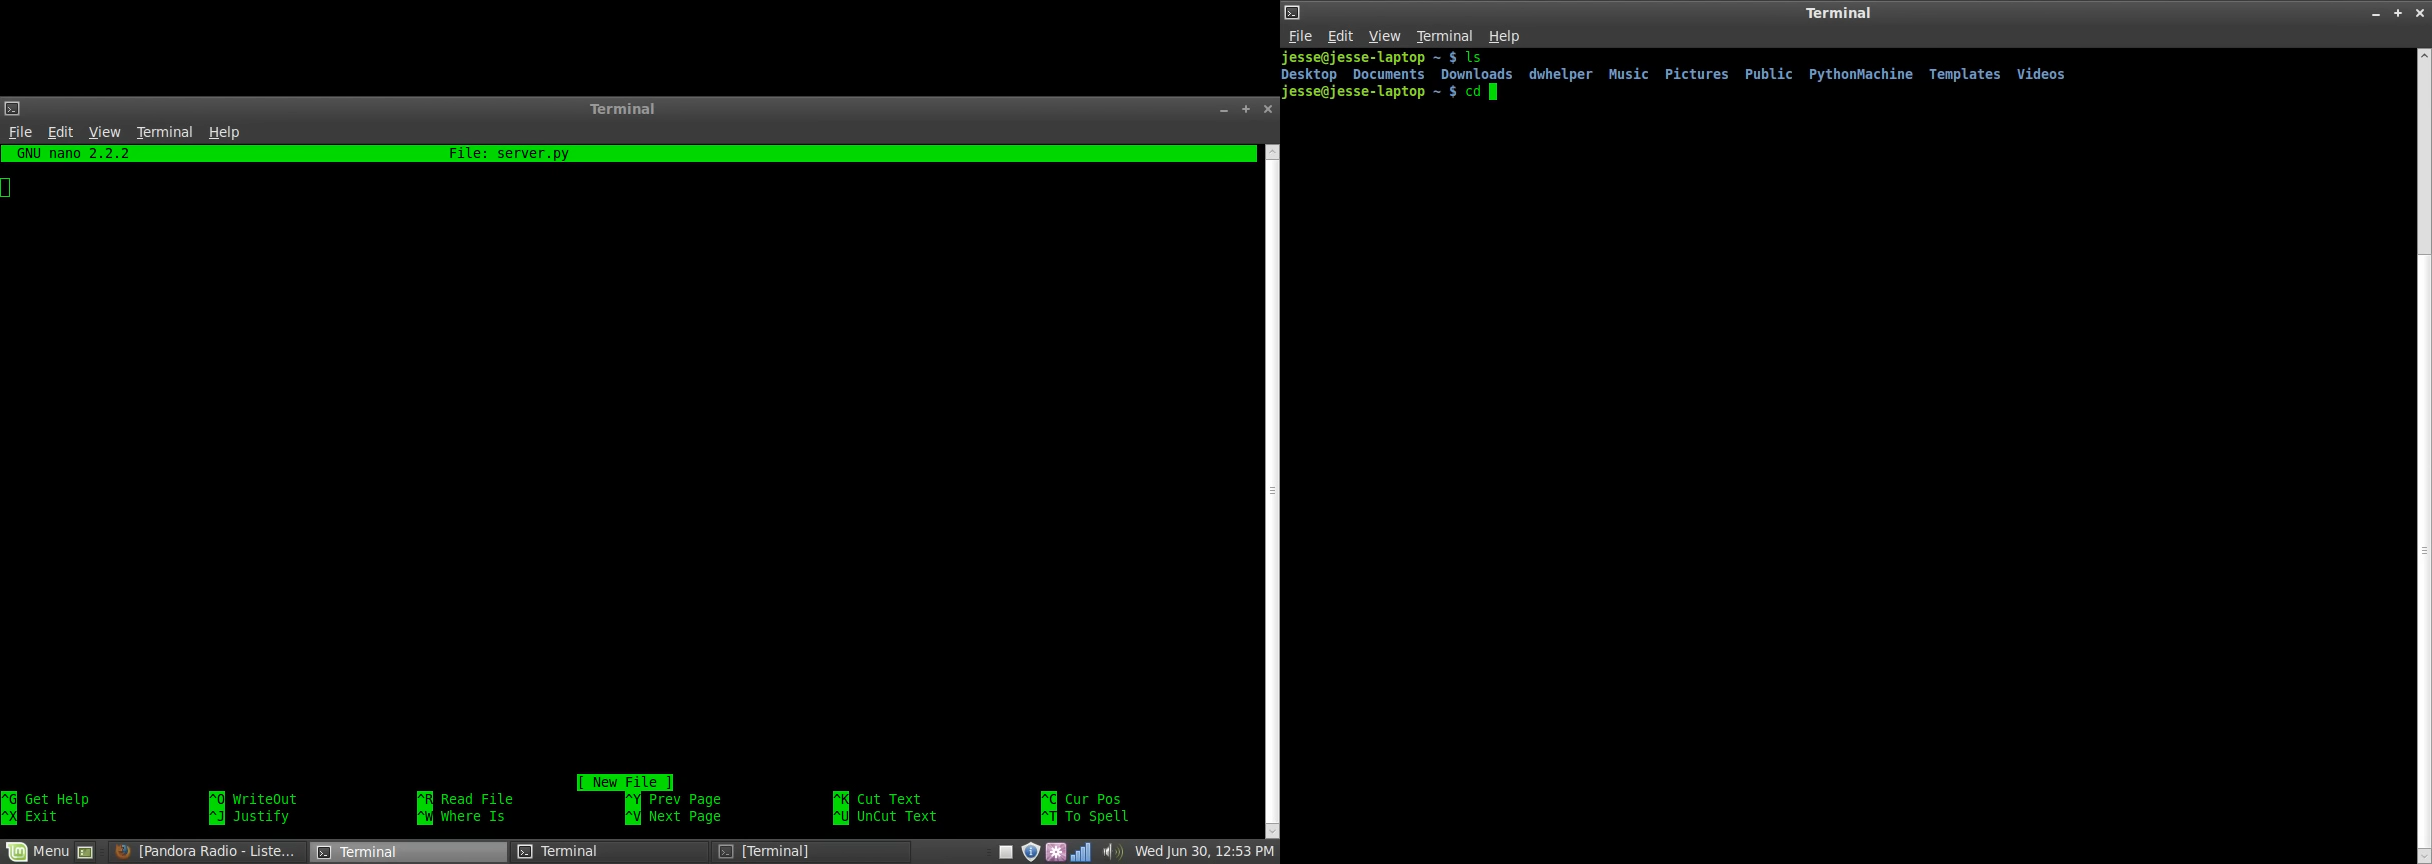 Terminal
File Edit View Terminal Help
GNU nano 2.2.2 File: server.py
[ New File ]
^G Get Help ^O WriteOut ^R Read File ^Y Prev Page ^K Cut Text ^C Cur Pos
^X Exit ^J Justify ^W Where Is ^V Next Page ^U UnCut Text ^T To Spell
Menu [Pandora Radio - Liste... Terminal Terminal [Terminal] Wed Jun 30, 12:53 PM
Terminal
File Edit View Terminal Help
jesse@jesse-laptop ~ $ ls
Desktop Documents Downloads dwhelper Music Pictures Public PythonMachine Templates Videos
jesse@jesse-laptop ~ $ cd